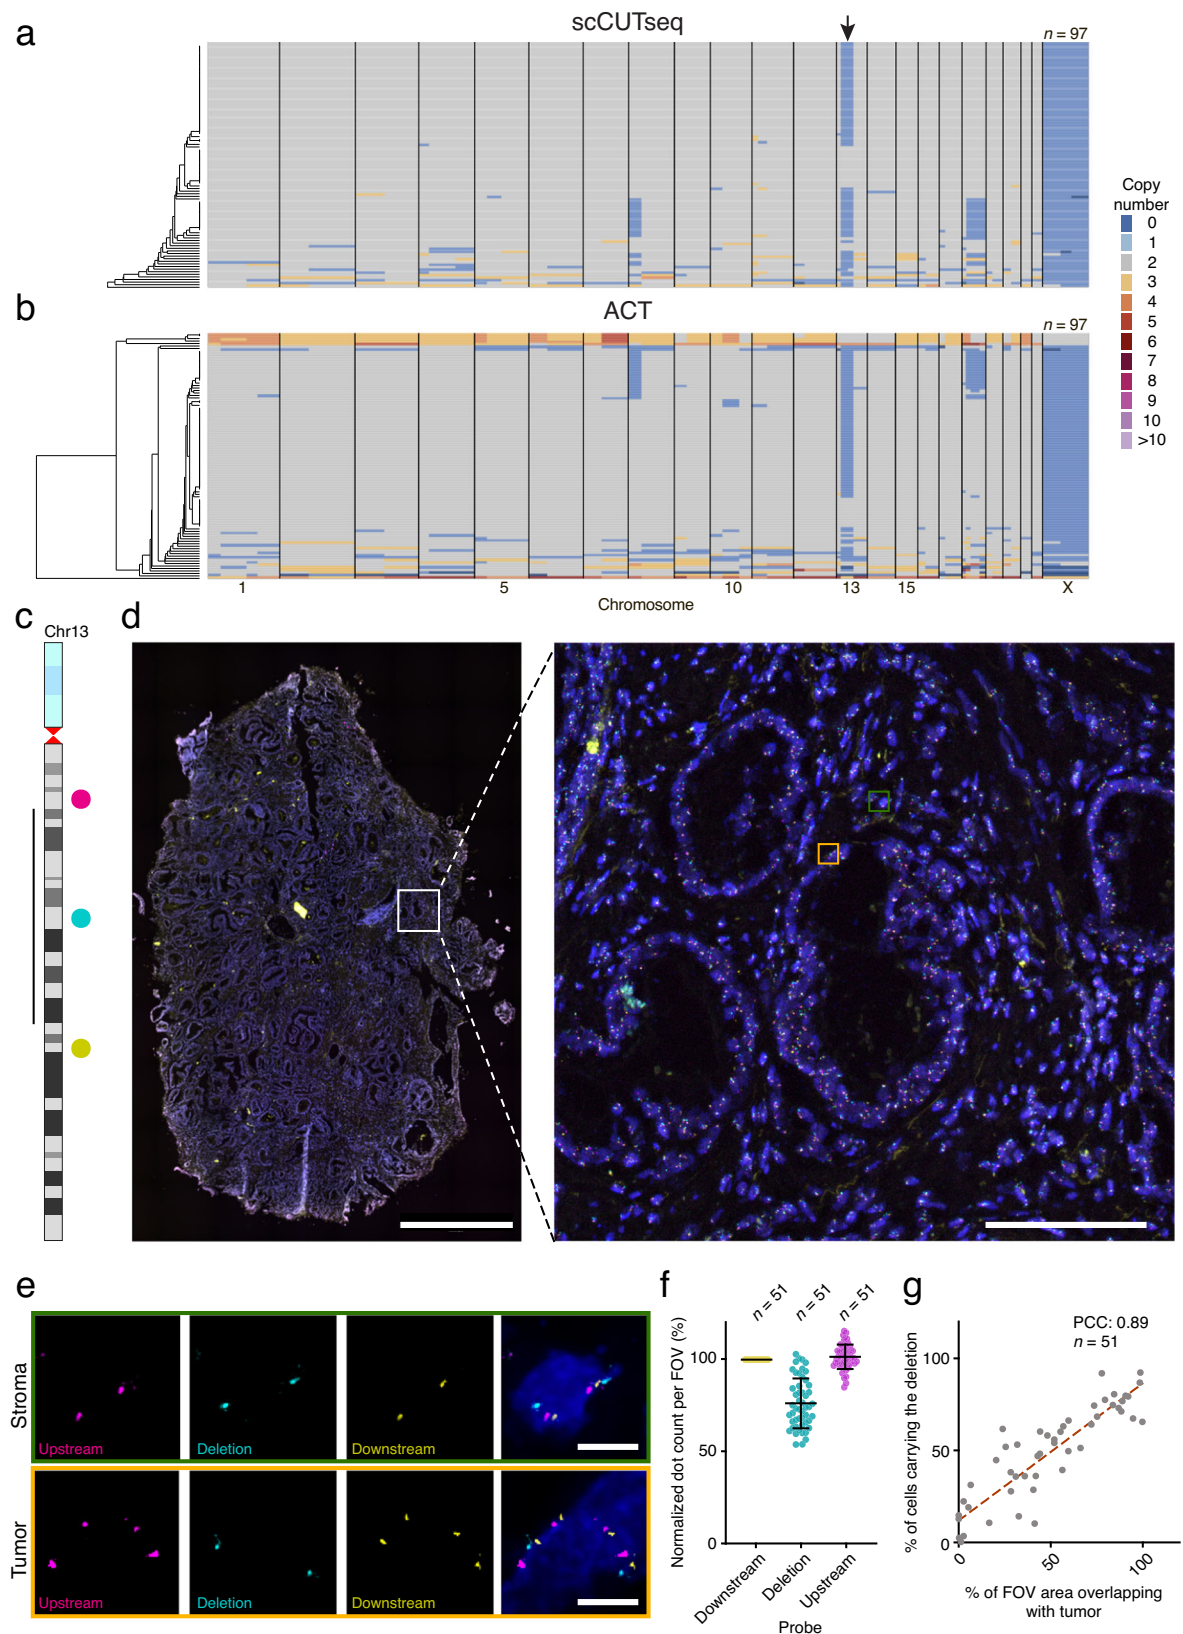 a
scCUTseq
n = 97
Copy
number
0
1
2
3
4
5
6
7
8
9
10
>10
b
ACT
n = 97
1
5
10
13
15
X
Chromosome
c
Chr13
d
e
Stroma
Upstream
Deletion
Downstream
Tumor
Upstream
Deletion
Downstream
f
n = 51
n = 51
n = 51
Normalized dot count per FOV (%)
100
50
0
Downstream
Deletion
Upstream
Probe
g
PCC: 0.89
n = 51
% of cells carrying the deletion
100
50
0
0
50
100
% of FOV area overlapping
with tumor